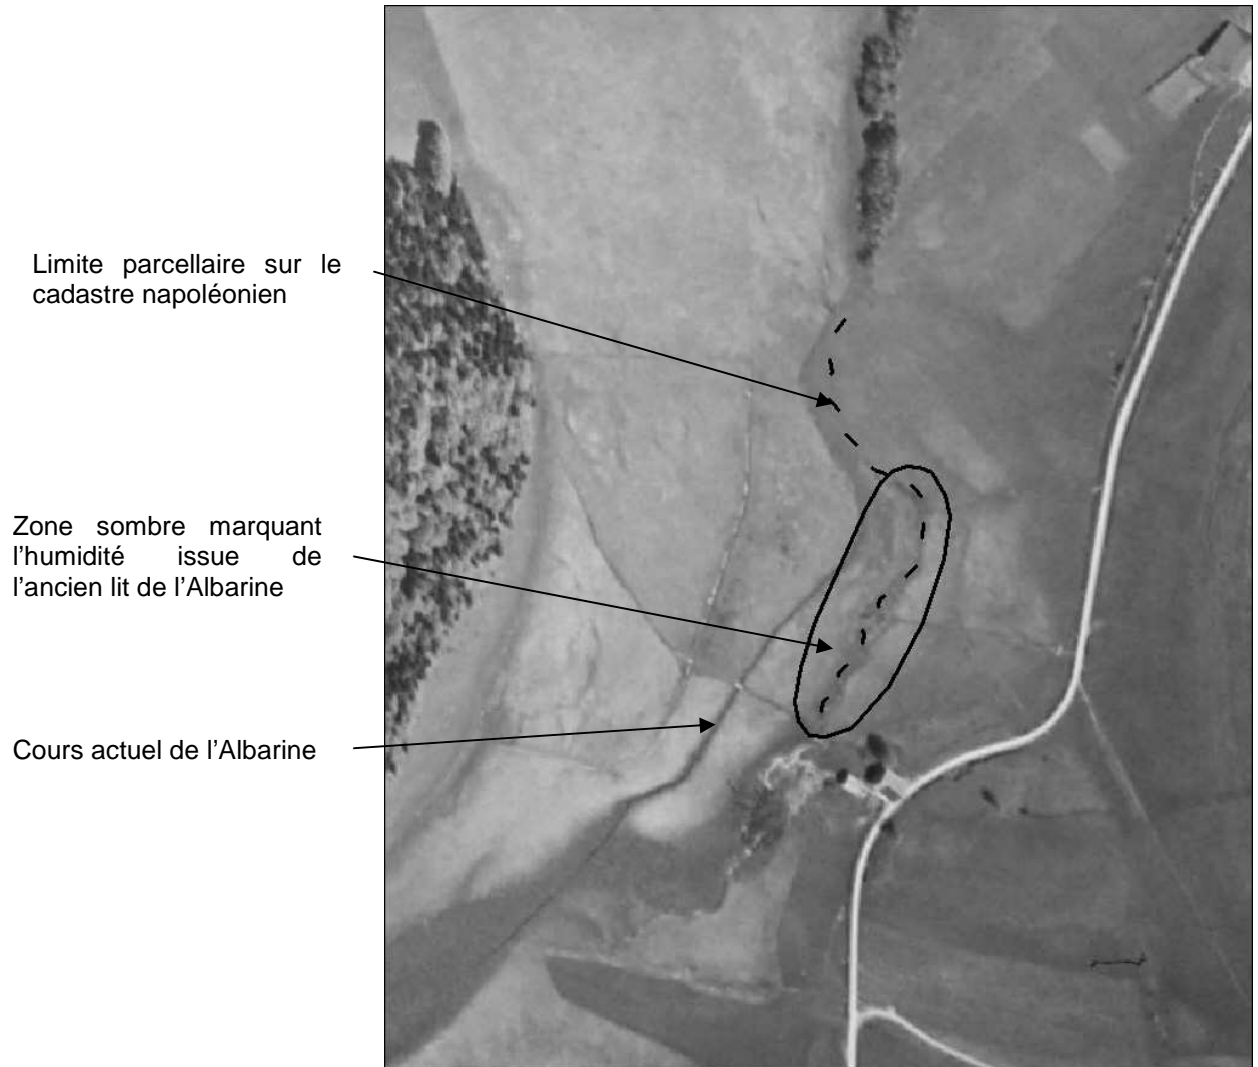 Limite parcellaire sur le
cadastre napoléonien
Zone sombre marquant
l'humidité issue de
l'ancien lit de l'Albarine
Cours actuel de l'Albarine